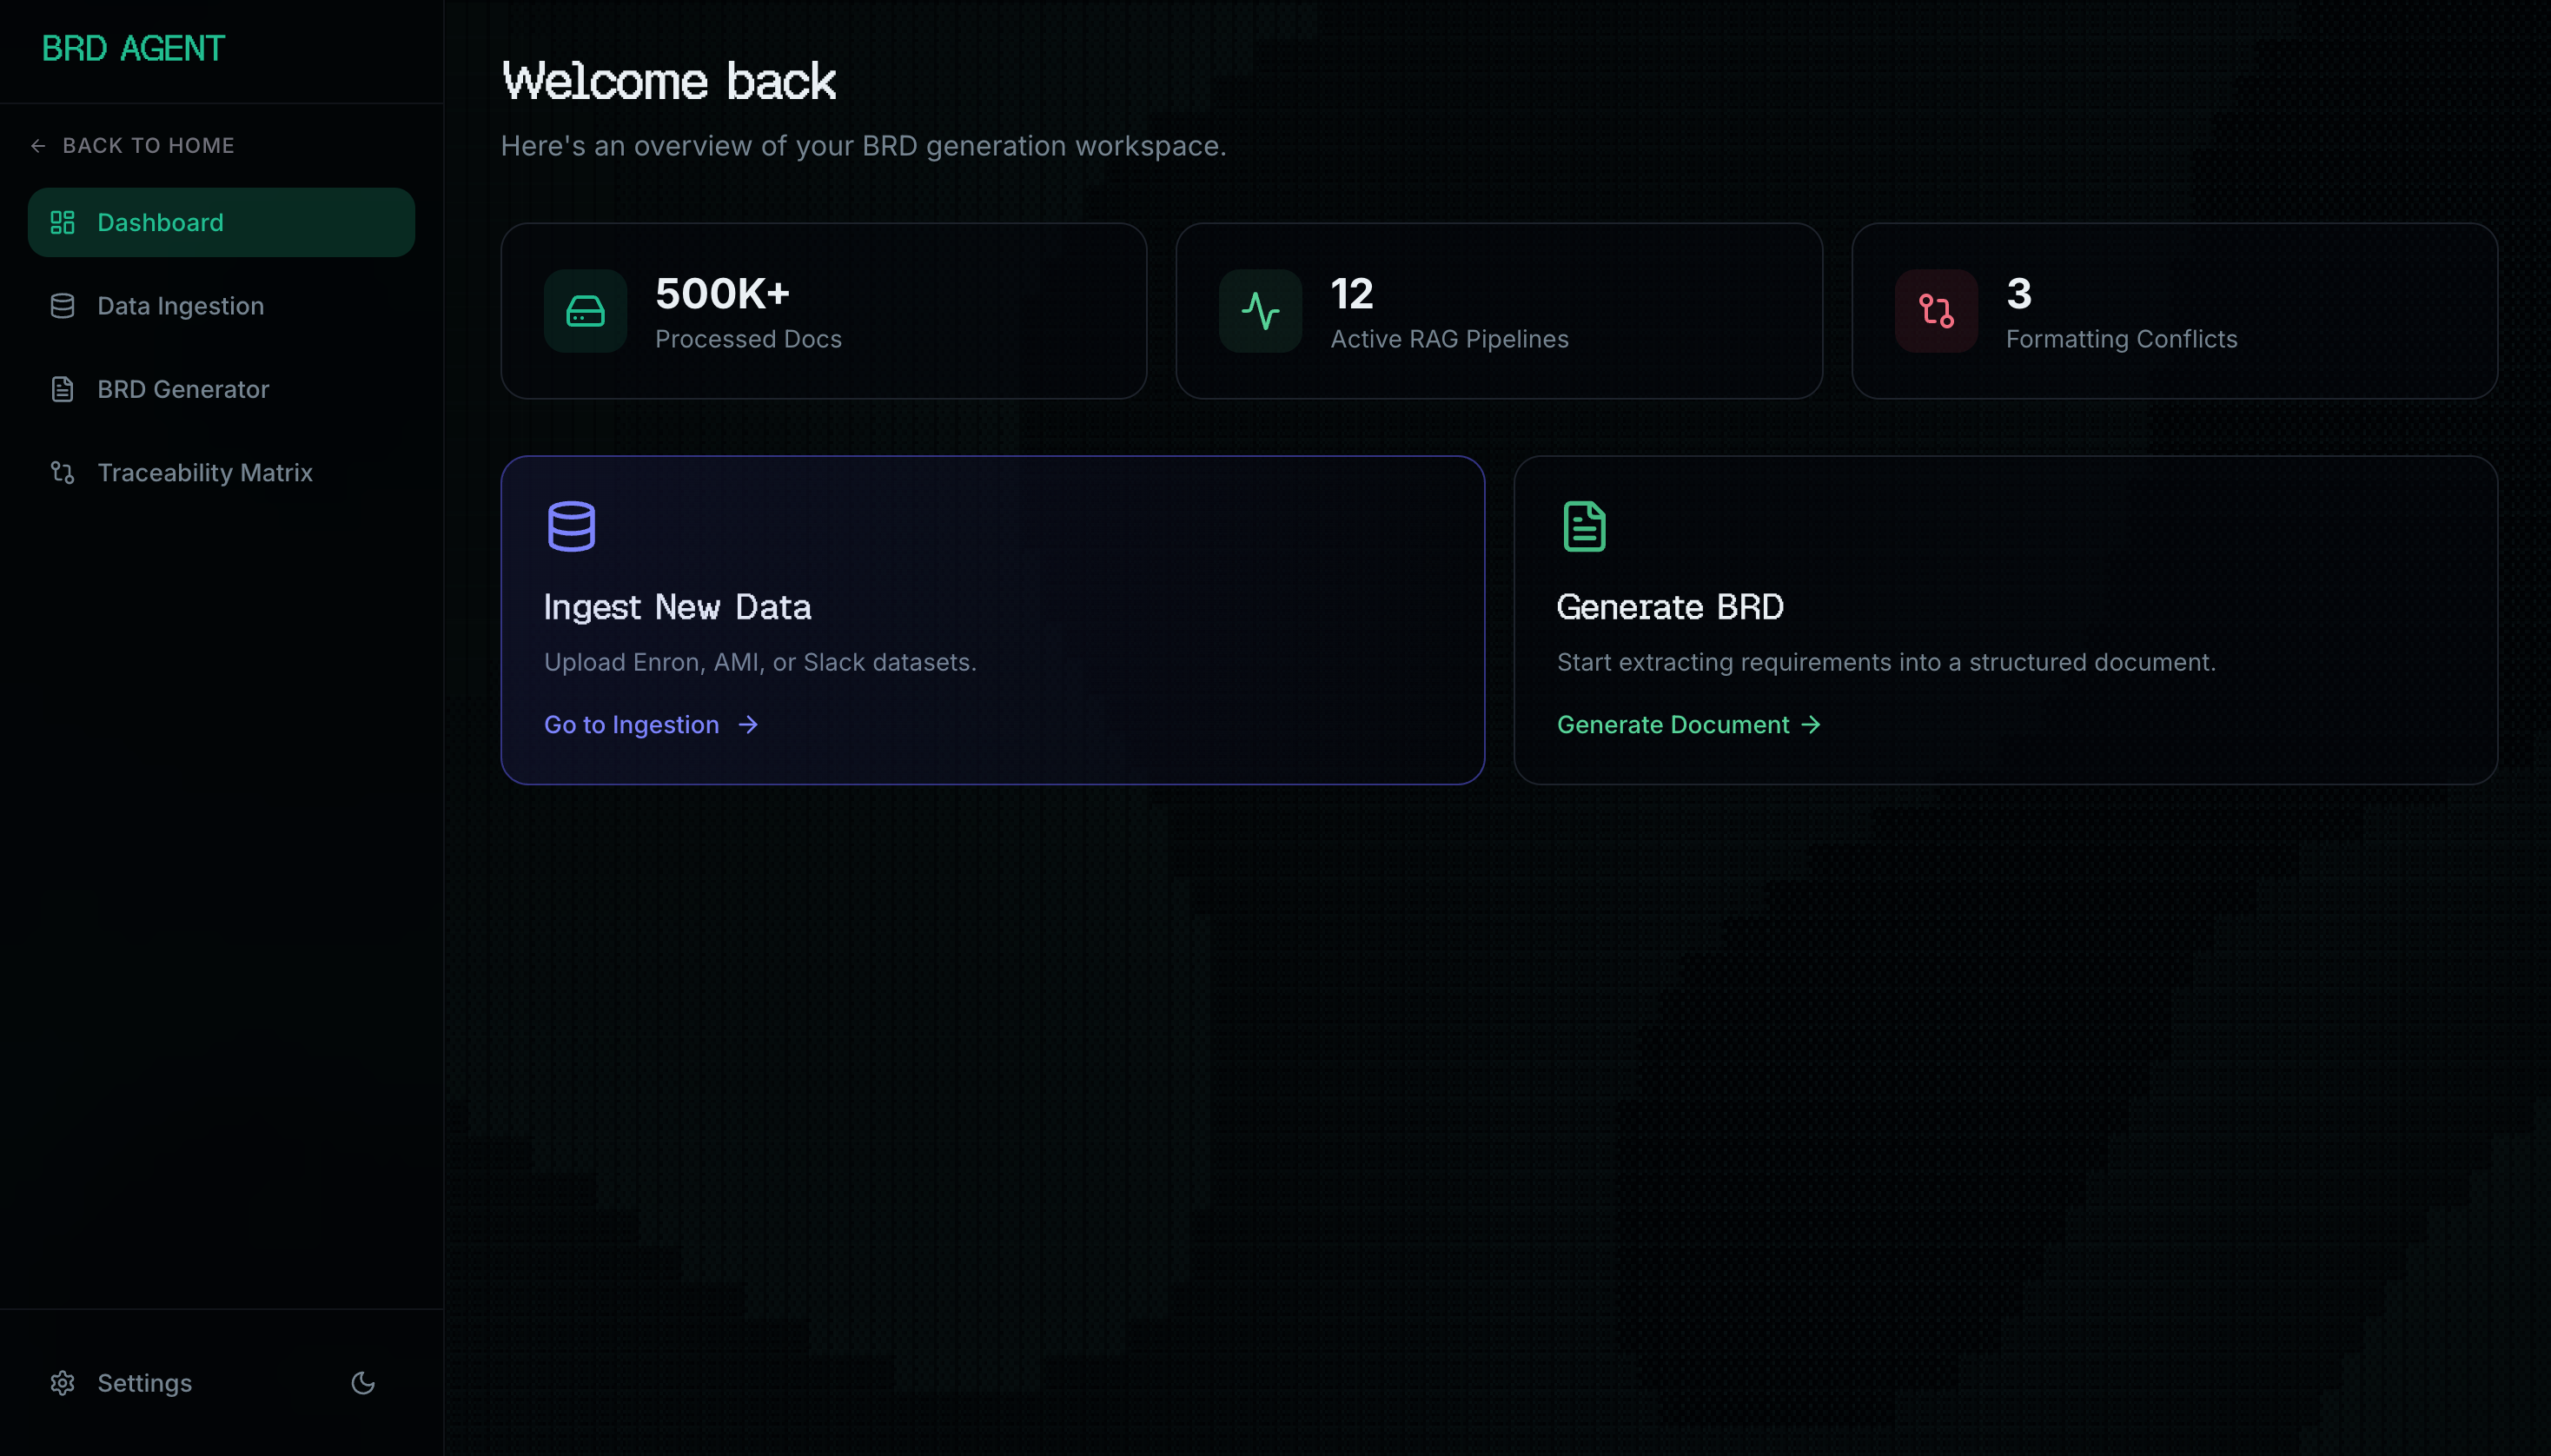 BRD AGENT
BACK TO HOME
Dashboard
Data Ingestion
BRD Generator
Traceability Matrix
Settings
Welcome back
Here's an overview of your BRD generation workspace.
500K+
Processed Docs
12
Active RAG Pipelines
3
Formatting Conflicts
Ingest New Data
Upload Enron, AMI, or Slack datasets.
Go to Ingestion →
Generate BRD
Start extracting requirements into a structured document.
Generate Document →